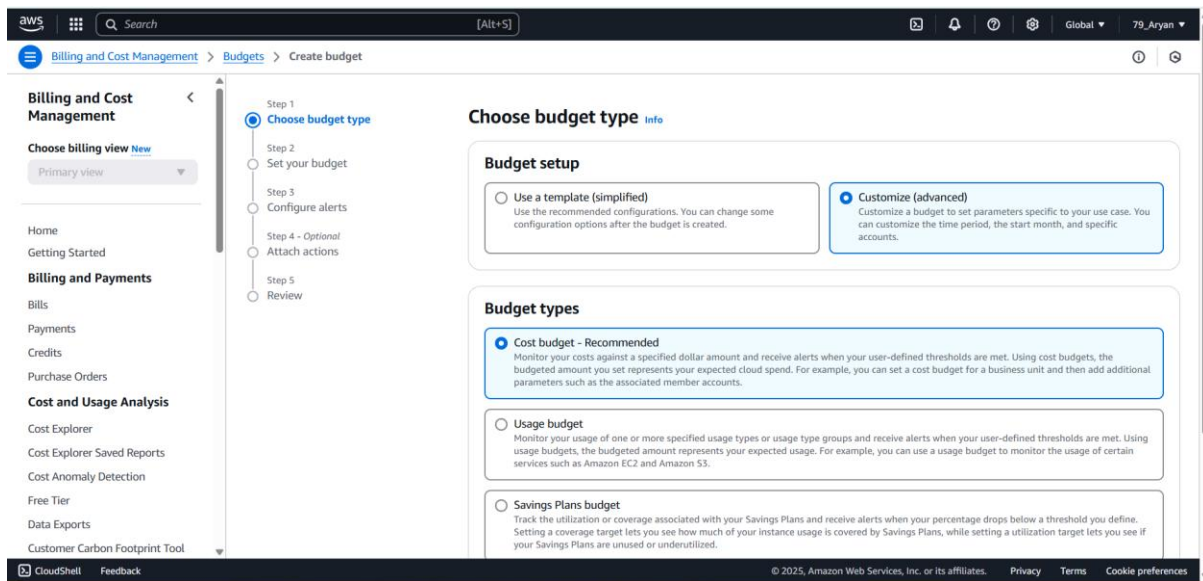 aws
Search
[Alt+S]
Global ▼
79_Aryan ▼
Billing and Cost Management > Budgets > Create budget
Billing and Cost
Management
Choose billing view New
Primary view
Home
Getting Started
Billing and Payments
Bills
Payments
Credits
Purchase Orders
Cost and Usage Analysis
Cost Explorer
Cost Explorer Saved Reports
Cost Anomaly Detection
Free Tier
Data Exports
Customer Carbon Footprint Tool
Step 1
Choose budget type
Step 2
Set your budget
Step 3
Configure alerts
Step 4 - Optional
Attach actions
Step 5
Review
Choose budget type Info
Budget setup
Use a template (simplified)
Use the recommended configurations. You can change some
configuration options after the budget is created.
Customize (advanced)
Customize a budget to set parameters specific to your use case. You
can customize the time period, the start month, and specific
accounts.
Budget types
Cost budget - Recommended
Monitor your costs against a specified dollar amount and receive alerts when your user-defined thresholds are met. Using cost budgets, the
budgeted amount you set represents your expected cloud spend. For example, you can set a cost budget for a business unit and then add additional
parameters such as the associated member accounts.
Usage budget
Monitor your usage of one or more specified usage types or usage type groups and receive alerts when your user-defined thresholds are met. Using
usage budgets, the budgeted amount represents your expected usage. For example, you can use a usage budget to monitor the usage of certain
services such as Amazon EC2 and Amazon S3.
Savings Plans budget
Track the utilization or coverage associated with your Savings Plans and receive alerts when your percentage drops below a threshold you define.
Setting a coverage target lets you see how much of your instance usage is covered by Savings Plans, while setting a utilization target lets you see if
your Savings Plans are unused or underutilized.
CloudShell Feedback
© 2025, Amazon Web Services, Inc. or its affiliates. Privacy Terms Cookie preferences